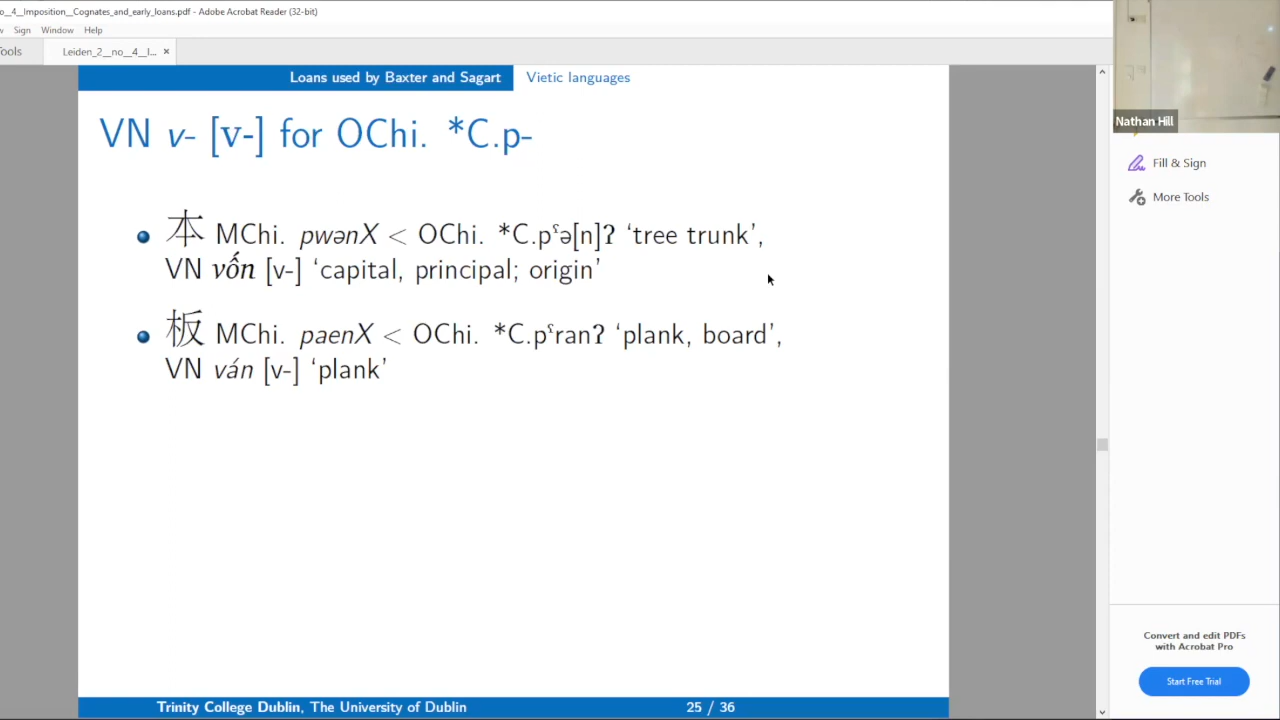 o__4__Imposition__Cognates_and_early_loans.pdf - Adobe Acrobat Reader (32-bit)
Sign Window Help
Tools Leiden_2__no__4__I... ×
Loans used by Baxter and Sagart Vietic languages
VN v- [v-] for OChi. *C.p-
本 MChi. pwənX < OChi. *C.pˤə[n]ʔ ‘tree trunk’,
VN vốn [v-] ‘capital, principal; origin’
板 MChi. paenX < OChi. *C.pˤranʔ ‘plank, board’,
VN ván [v-] ‘plank’
Trinity College Dublin, The University of Dublin 25 / 36
Nathan Hill
Fill & Sign
More Tools
Convert and edit PDFs
with Acrobat Pro
Start Free Trial